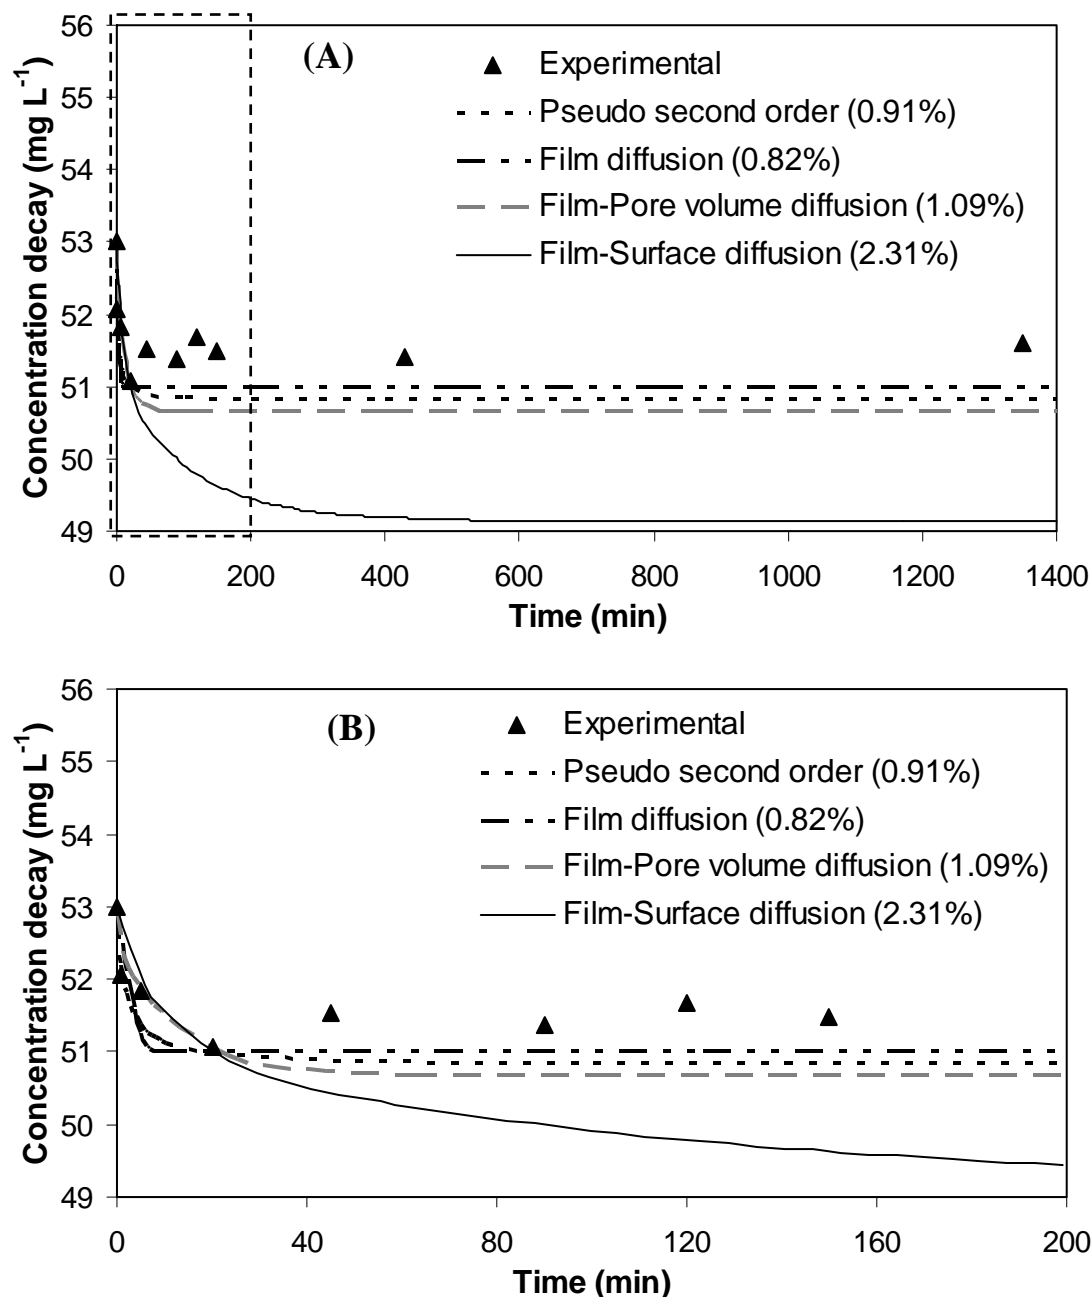 (A)
Experimental
Pseudo second order (0.91%)
Film diffusion (0.82%)
Film-Pore volume diffusion (1.09%)
Film-Surface diffusion (2.31%)
Concentration decay (mg L⁻¹)
56
55
54
53
52
51
50
49
0 200 400 600 800 1000 1200 1400
Time (min)
(B)
Experimental
Pseudo second order (0.91%)
Film diffusion (0.82%)
Film-Pore volume diffusion (1.09%)
Film-Surface diffusion (2.31%)
Concentration decay (mg L⁻¹)
56
55
54
53
52
51
50
49
0 40 80 120 160 200
Time (min)